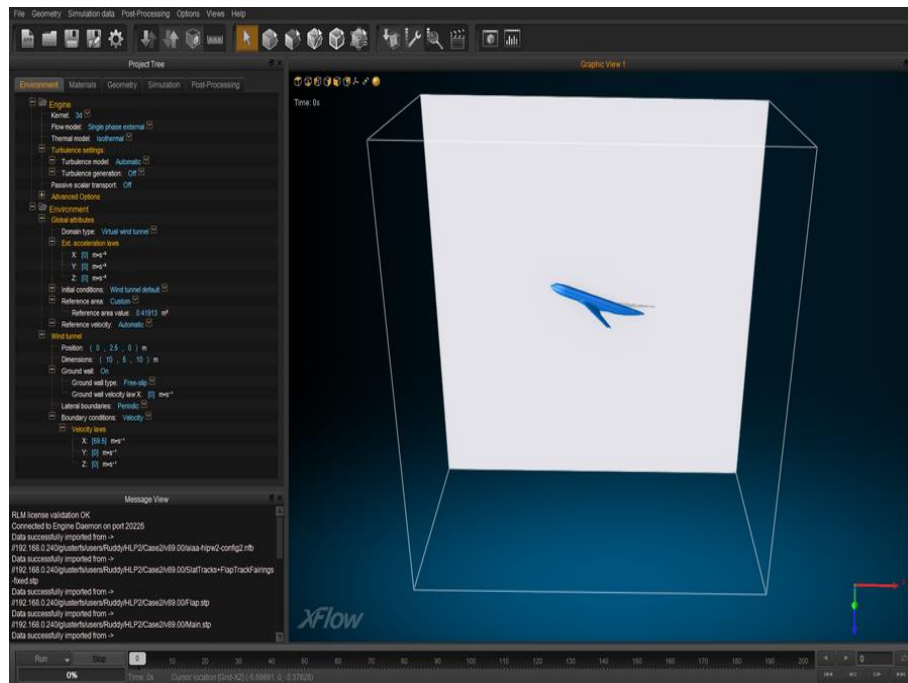 File Geometry Simulation data Post-Processing Options Views Help
Project Tree
Graphic View 1
Environment Materials Geometry Simulation Post-Processing
Engine
Kernel: 3d
Flow model: Single phase external
Thermal model: Isothermal
Turbulence settings:
Turbulence model: Automatic
Turbulence generation: Off
Passive scalar transport: Off
Advanced Options
Environment
Global attributes
Domain type: Virtual wind tunnel
Ext. acceleration laws
X: [0]
Y: [0]
Z: [0]
Initial conditions: Wind tunnel default
Reference area: Custom
Reference area value: 0.41913 m²
Reference velocity: Automatic
Wind tunnel
Position: ( 0 , 2.5 , 0 ) m
Dimensions: ( 10 , 5 , 10 ) m
Ground wall: On
Ground wall type: Free-slip
Ground wall velocity law X: [0] m•s⁻¹
Lateral boundaries: Periodic
Boundary conditions: Velocity
Velocity laws
X: [59.5] m•s⁻¹
Y: [0] m•s⁻¹
Z: [0] m•s⁻¹
Time: 0s
Message View
RLM license validation OK
Connected to Engine Daemon on port 20225
Data successfully imported from ->
//192.168.0.240/glusterfs/users/Ruddy/HLP2/Case2/v89.00/aiaa-hlpw2-config2.nfb
Data successfully imported from ->
//192.168.0.240/glusterfs/users/Ruddy/HLP2/Case2/v89.00/SlatTracks+FlapTrackFairings
-fixed.stp
Data successfully imported from ->
//192.168.0.240/glusterfs/users/Ruddy/HLP2/Case2/v89.00/Flap.stp
Data successfully imported from ->
//192.168.0.240/glusterfs/users/Ruddy/HLP2/Case2/v89.00/Main.stp
Data successfully imported from ->
XFlow
Run Stop 0 10 20 30 40 50 60 70 80 90 100 110 120 130 140 150 160 170 180 190 200 0
0% Time: 0s Cursor location [Grid-XZ]